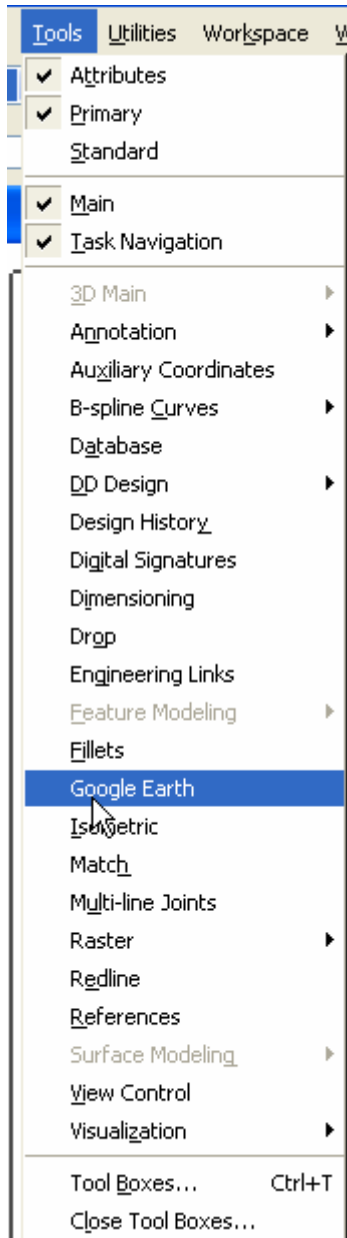 Tools Utilities Workspace
Attributes
Primary
Standard
Main
Task Navigation
3D Main
Annotation
Auxiliary Coordinates
B-spline Curves
Database
DD Design
Design History
Digital Signatures
Dimensioning
Drop
Engineering Links
Feature Modeling
Fillets
Google Earth
Isometric
Match
Multi-line Joints
Raster
Redline
References
Surface Modeling
View Control
Visualization
Tool Boxes... Ctrl+T
Close Tool Boxes...